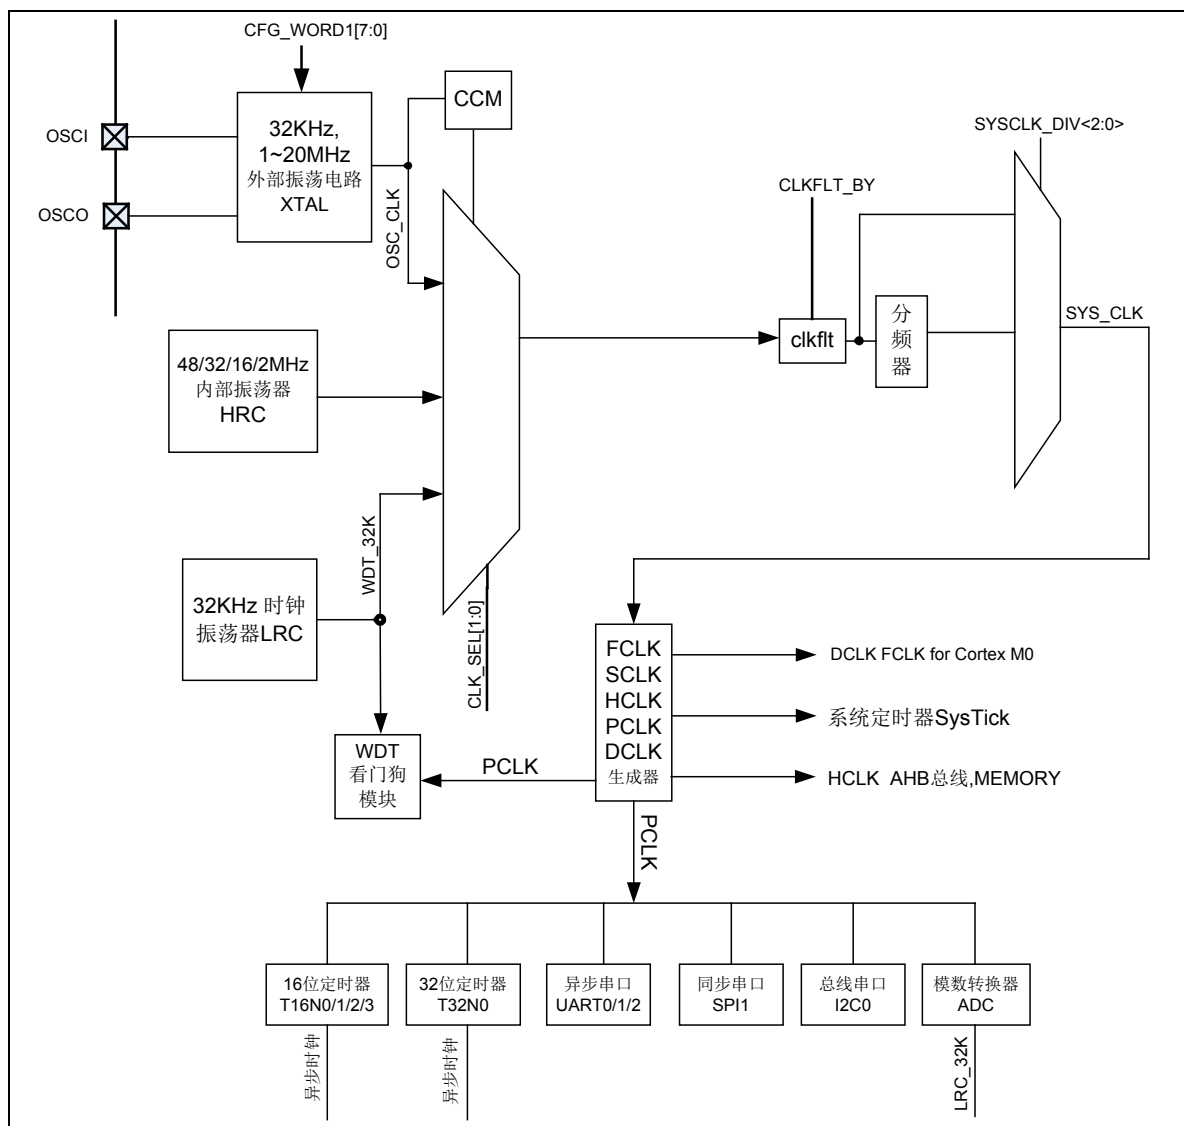 CFG_WORD1[7:0]
OSCI
OSCO
32KHz,
1~20MHz
外部振荡电路
XTAL
CCM
OSC_CLK
SYSCLK_DIV<2:0>
CLKFLT_BY
clkflt
分
频
器
SYS_CLK
48/32/16/2MHz
内部振荡器
HRC
WDT_32K
32KHz 时钟
振荡器LRC
CLK_SEL[1:0]
FCLK
SCLK
HCLK
PCLK
DCLK
生成器
DCLK FCLK for Cortex M0
系统定时器SysTick
HCLK AHB总线,MEMORY
WDT
看门狗
模块
PCLK
PCLK
16位定时器
T16N0/1/2/3
32位定时器
T32N0
异步串口
UART0/1/2
同步串口
SPI1
总线串口
I2C0
模数转换器
ADC
异步时钟
异步时钟
LRC_32K